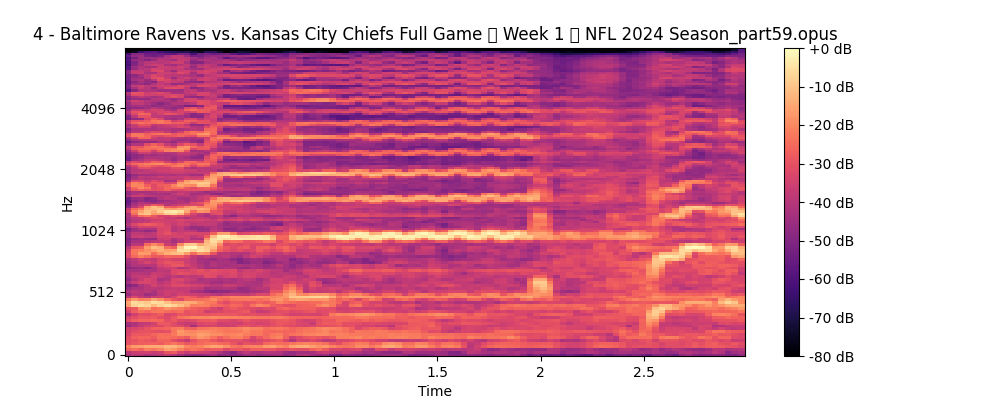 4 - Baltimore Ravens vs. Kansas City Chiefs Full Game ▯ Week 1 ▯ NFL 2024 Season_part59.opus
+0 dB
-10 dB
-20 dB
-30 dB
-40 dB
-50 dB
-60 dB
-70 dB
-80 dB
Hz
4096
2048
1024
512
0
0 0.5 1 1.5 2 2.5
Time